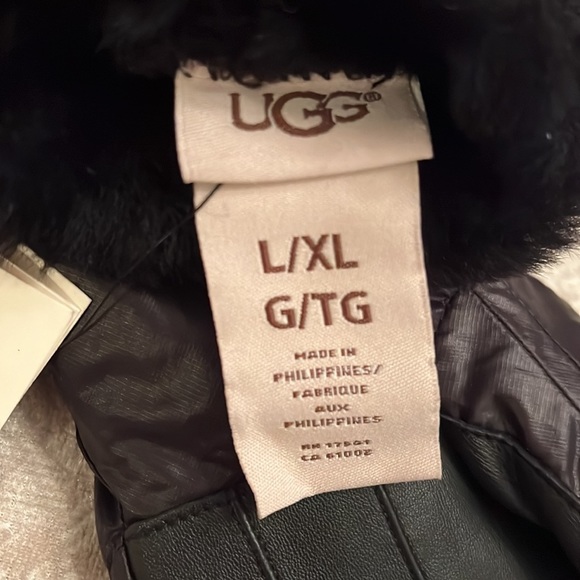 UGG®
L/XL
G/TG
MADE IN
PHILIPPINES/
FABRIQUE
AUX
PHILIPPINES
CA 61002